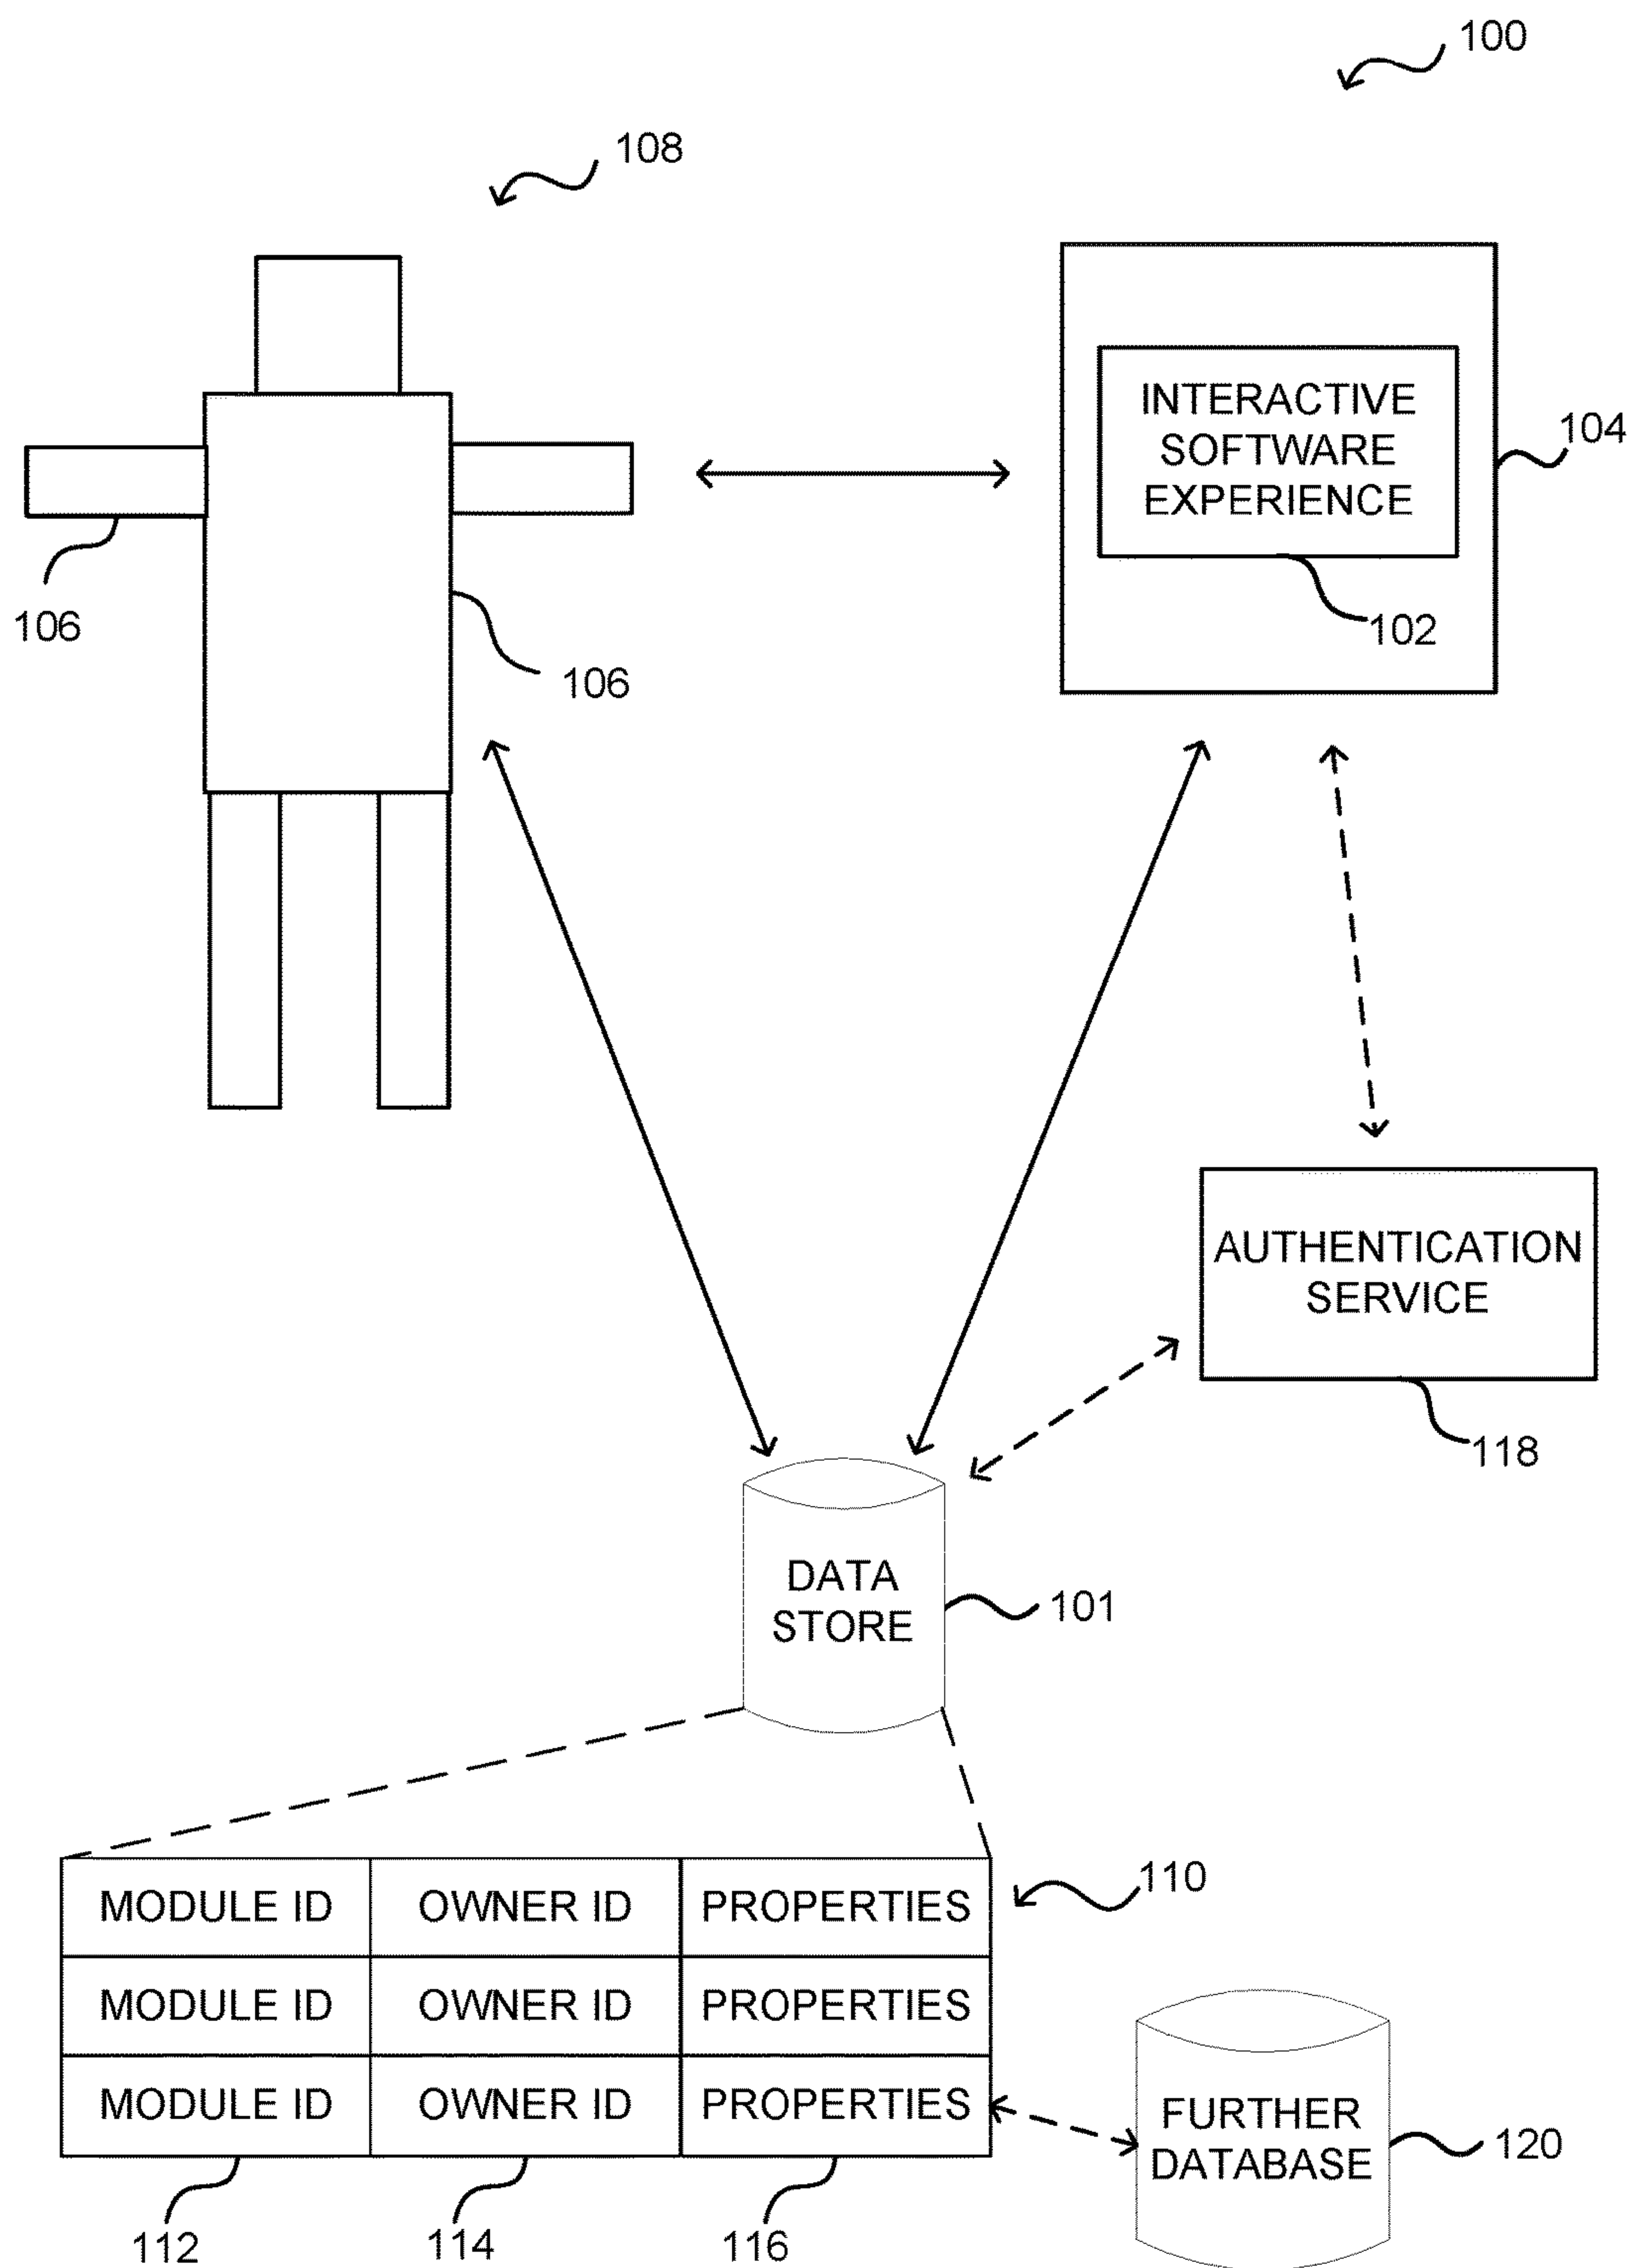 100
108
INTERACTIVE
SOFTWARE
EXPERIENCE
104
102
106
106
AUTHENTICATION
SERVICE
118
DATA
STORE
101
110
MODULE ID OWNER ID PROPERTIES
MODULE ID OWNER ID PROPERTIES
MODULE ID OWNER ID PROPERTIES
FURTHER
DATABASE
120
112 114 116